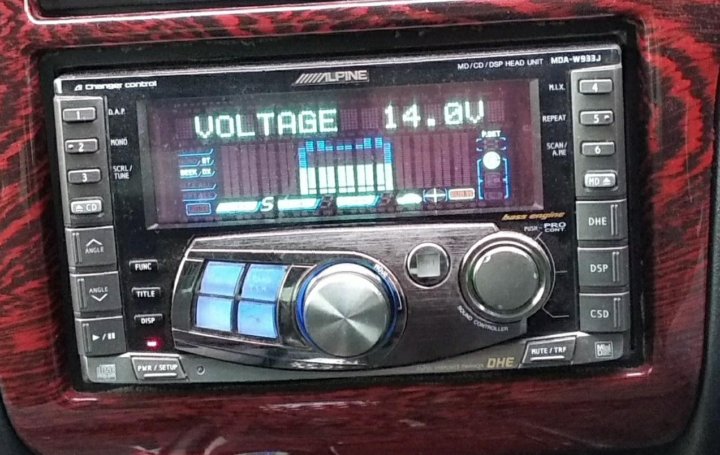 ALPINE
MD/CD/DSP HEAD UNIT MDA-W933J
Changer control
1 D.A.P.
2 MONO
3 SCRL/TUNE
CD
ANGLE
ANGLE
FUNC
TITLE
DISP
PWR / SETUP
VOLTAGE 14.0V
P.DET
M.I.X. 4
REPEAT 5
SCAN/A.ME 6
MD
bass engine
PUSH PRO CONT.
MODE
SOUND CONTROLLER
DHE
DSP
CSD
DHE
MUTE / TRF